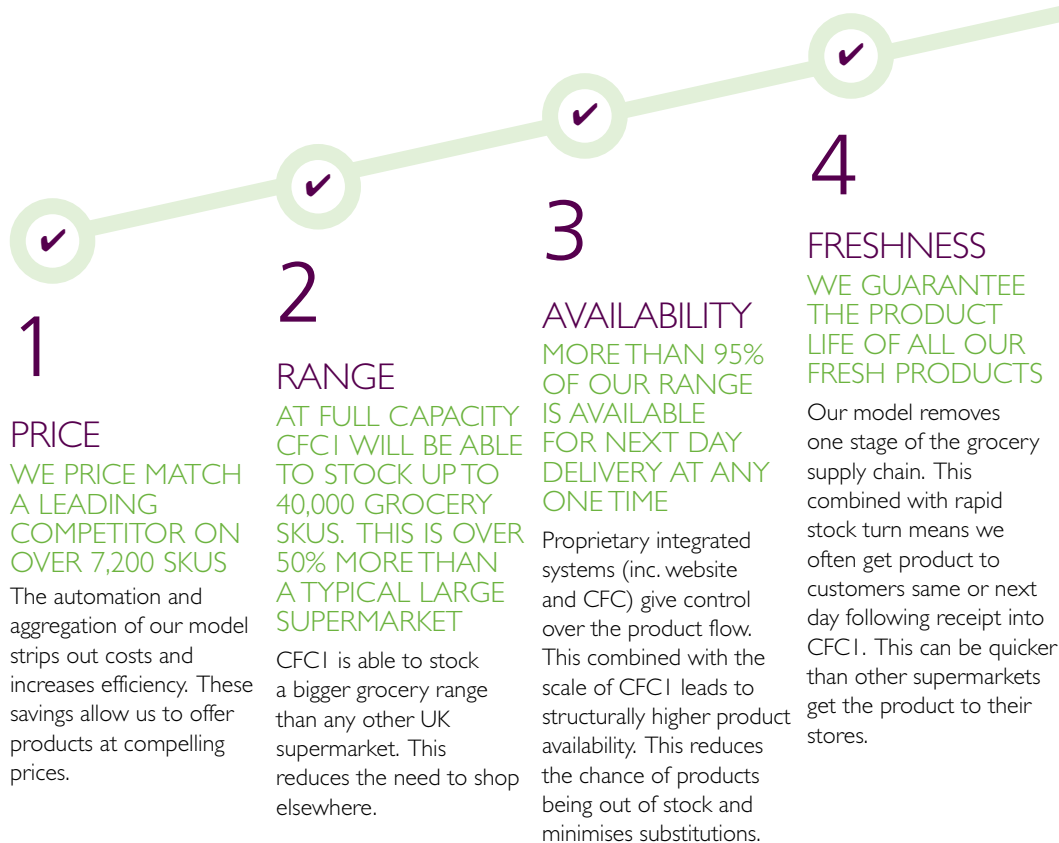 1
PRICE
WE PRICE MATCH
A LEADING
COMPETITOR ON
OVER 7,200 SKUS
The automation and
aggregation of our model
strips out costs and
increases efficiency. These
savings allow us to offer
products at compelling
prices.
2
RANGE
AT FULL CAPACITY
CFC1 WILL BE ABLE
TO STOCK UP TO
40,000 GROCERY
SKUS. THIS IS OVER
50% MORE THAN
A TYPICAL LARGE
SUPERMARKET
CFC1 is able to stock
a bigger grocery range
than any other UK
supermarket. This
reduces the need to shop
elsewhere.
3
AVAILABILITY
MORE THAN 95%
OF OUR RANGE
IS AVAILABLE
FOR NEXT DAY
DELIVERY AT ANY
ONE TIME
Proprietary integrated
systems (inc. website
and CFC) give control
over the product flow.
This combined with the
scale of CFC1 leads to
structurally higher product
availability. This reduces
the chance of products
being out of stock and
minimises substitutions.
4
FRESHNESS
WE GUARANTEE
THE PRODUCT
LIFE OF ALL OUR
FRESH PRODUCTS
Our model removes
one stage of the grocery
supply chain. This
combined with rapid
stock turn means we
often get product to
customers same or next
day following receipt into
CFC1. This can be quicker
than other supermarkets
get the product to their
stores.